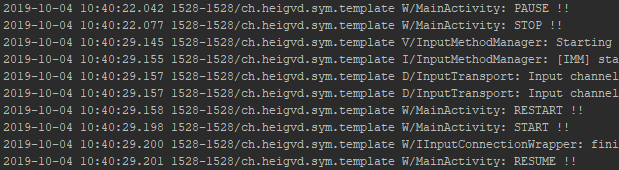 2019-10-04 10:40:22.042 1528-1528/ch.heigvd.sym.template W/MainActivity: PAUSE !!
2019-10-04 10:40:22.077 1528-1528/ch.heigvd.sym.template W/MainActivity: STOP !!
2019-10-04 10:40:29.145 1528-1528/ch.heigvd.sym.template V/InputMethodManager: Starting
2019-10-04 10:40:29.155 1528-1528/ch.heigvd.sym.template I/InputMethodManager: [IMM] sta
2019-10-04 10:40:29.157 1528-1528/ch.heigvd.sym.template D/InputTransport: Input channel
2019-10-04 10:40:29.157 1528-1528/ch.heigvd.sym.template D/InputTransport: Input channel
2019-10-04 10:40:29.158 1528-1528/ch.heigvd.sym.template W/MainActivity: RESTART !!
2019-10-04 10:40:29.198 1528-1528/ch.heigvd.sym.template W/MainActivity: START !!
2019-10-04 10:40:29.200 1528-1528/ch.heigvd.sym.template W/IInputConnectionWrapper: fini
2019-10-04 10:40:29.201 1528-1528/ch.heigvd.sym.template W/MainActivity: RESUME !!